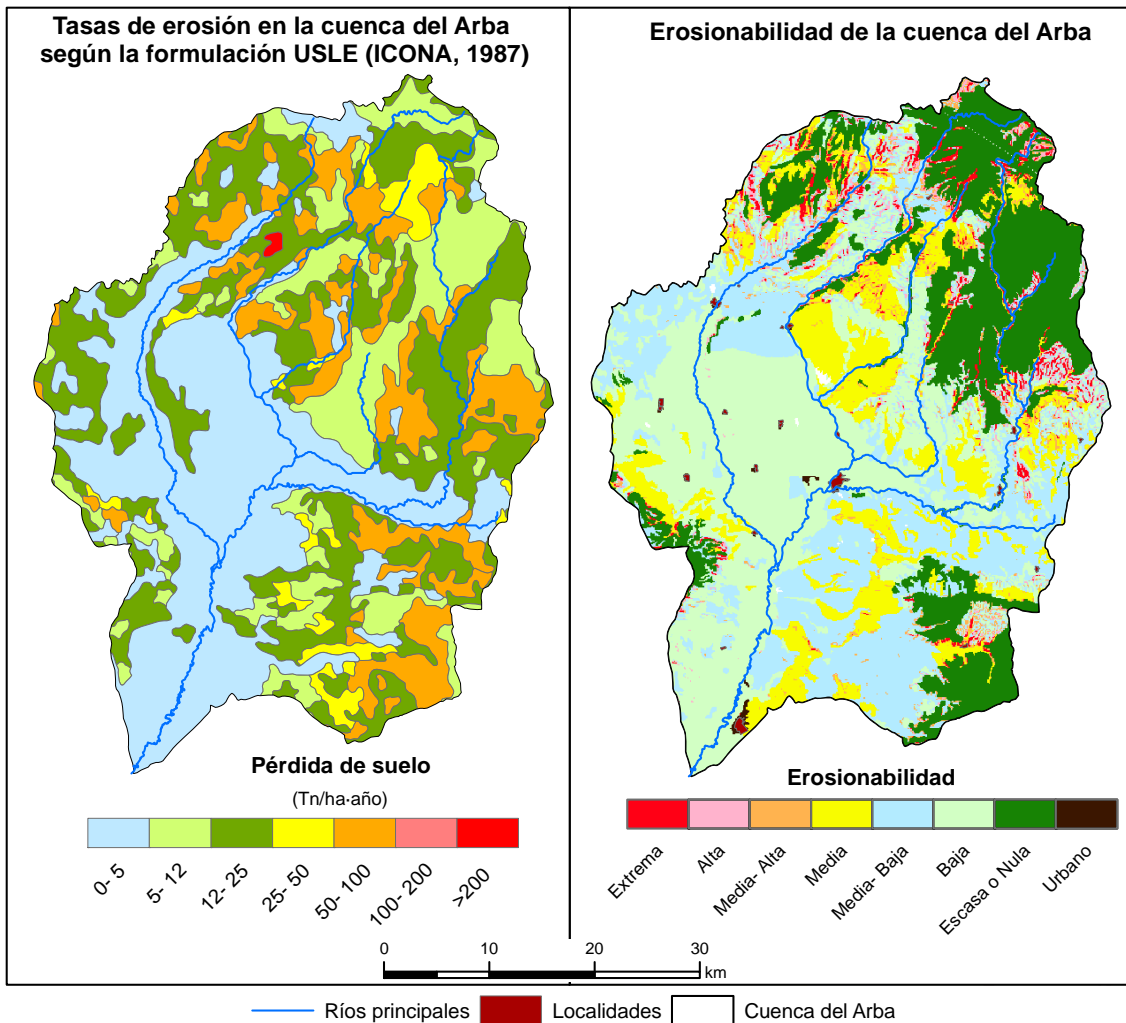 Tasas de erosión en la cuenca del Arba
según la formulación USLE (ICONA, 1987)
Pérdida de suelo
(Tn/ha·año)
0- 5
5- 12
12- 25
25- 50
50- 100
100- 200
>200
Erosionabilidad de la cuenca del Arba
Erosionabilidad
Extrema
Alta
Media- Alta
Media
Media- Baja
Baja
Escasa o Nula
Urbano
0 10 20 30
km
Ríos principales Localidades Cuenca del Arba